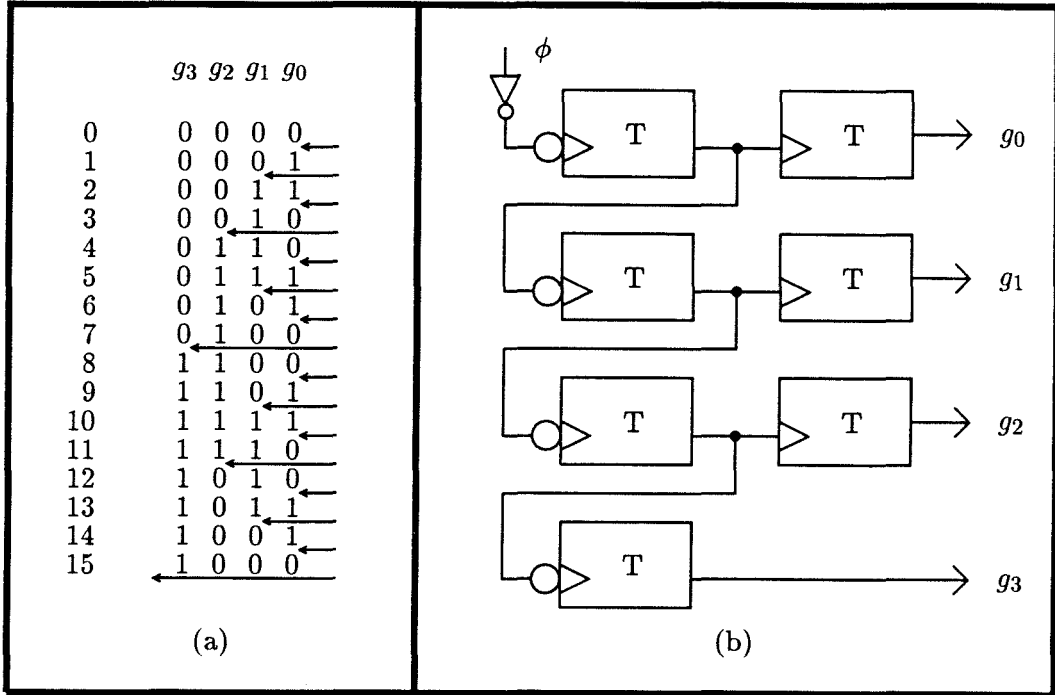 g3 g2 g1 g0
0 0 0 0 0
1 0 0 0 1
2 0 0 1 1
3 0 0 1 0
4 0 1 1 0
5 0 1 1 1
6 0 1 0 1
7 0 1 0 0
8 1 1 0 0
9 1 1 0 1
10 1 1 1 1
11 1 1 1 0
12 1 0 1 0
13 1 0 1 1
14 1 0 0 1
15 1 0 0 0
(a)
ϕ
T T g0
T T g1
T T g2
T g3
(b)